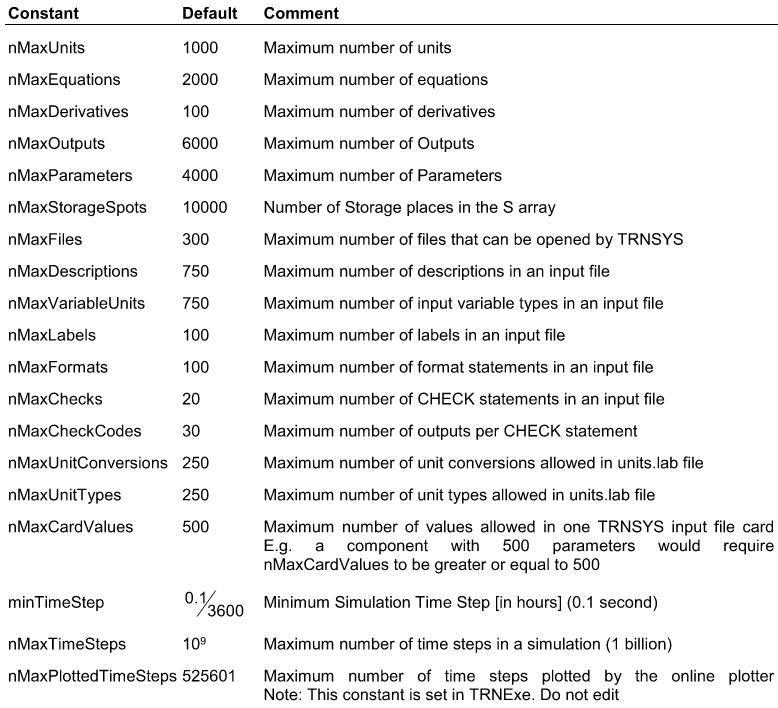 Constant Default Comment
nMaxUnits 1000 Maximum number of units
nMaxEquations 2000 Maximum number of equations
nMaxDerivatives 100 Maximum number of derivatives
nMaxOutputs 6000 Maximum number of Outputs
nMaxParameters 4000 Maximum number of Parameters
nMaxStorageSpots 10000 Number of Storage places in the S array
nMaxFiles 300 Maximum number of files that can be opened by TRNSYS
nMaxDescriptions 750 Maximum number of descriptions in an input file
nMaxVariableUnits 750 Maximum number of input variable types in an input file
nMaxLabels 100 Maximum number of labels in an input file
nMaxFormats 100 Maximum number of format statements in an input file
nMaxChecks 20 Maximum number of CHECK statements in an input file
nMaxCheckCodes 30 Maximum number of outputs per CHECK statement
nMaxUnitConversions 250 Maximum number of unit conversions allowed in units.lab file
nMaxUnitTypes 250 Maximum number of unit types allowed in units.lab file
nMaxCardValues 500 Maximum number of values allowed in one TRNSYS input file card
E.g. a component with 500 parameters would require
nMaxCardValues to be greater or equal to 500
minTimeStep 0.1/3600 Minimum Simulation Time Step [in hours] (0.1 second)
nMaxTimeSteps 10⁹ Maximum number of time steps in a simulation (1 billion)
nMaxPlottedTimeSteps 525601 Maximum number of time steps plotted by the online plotter
Note: This constant is set in TRNExe. Do not edit